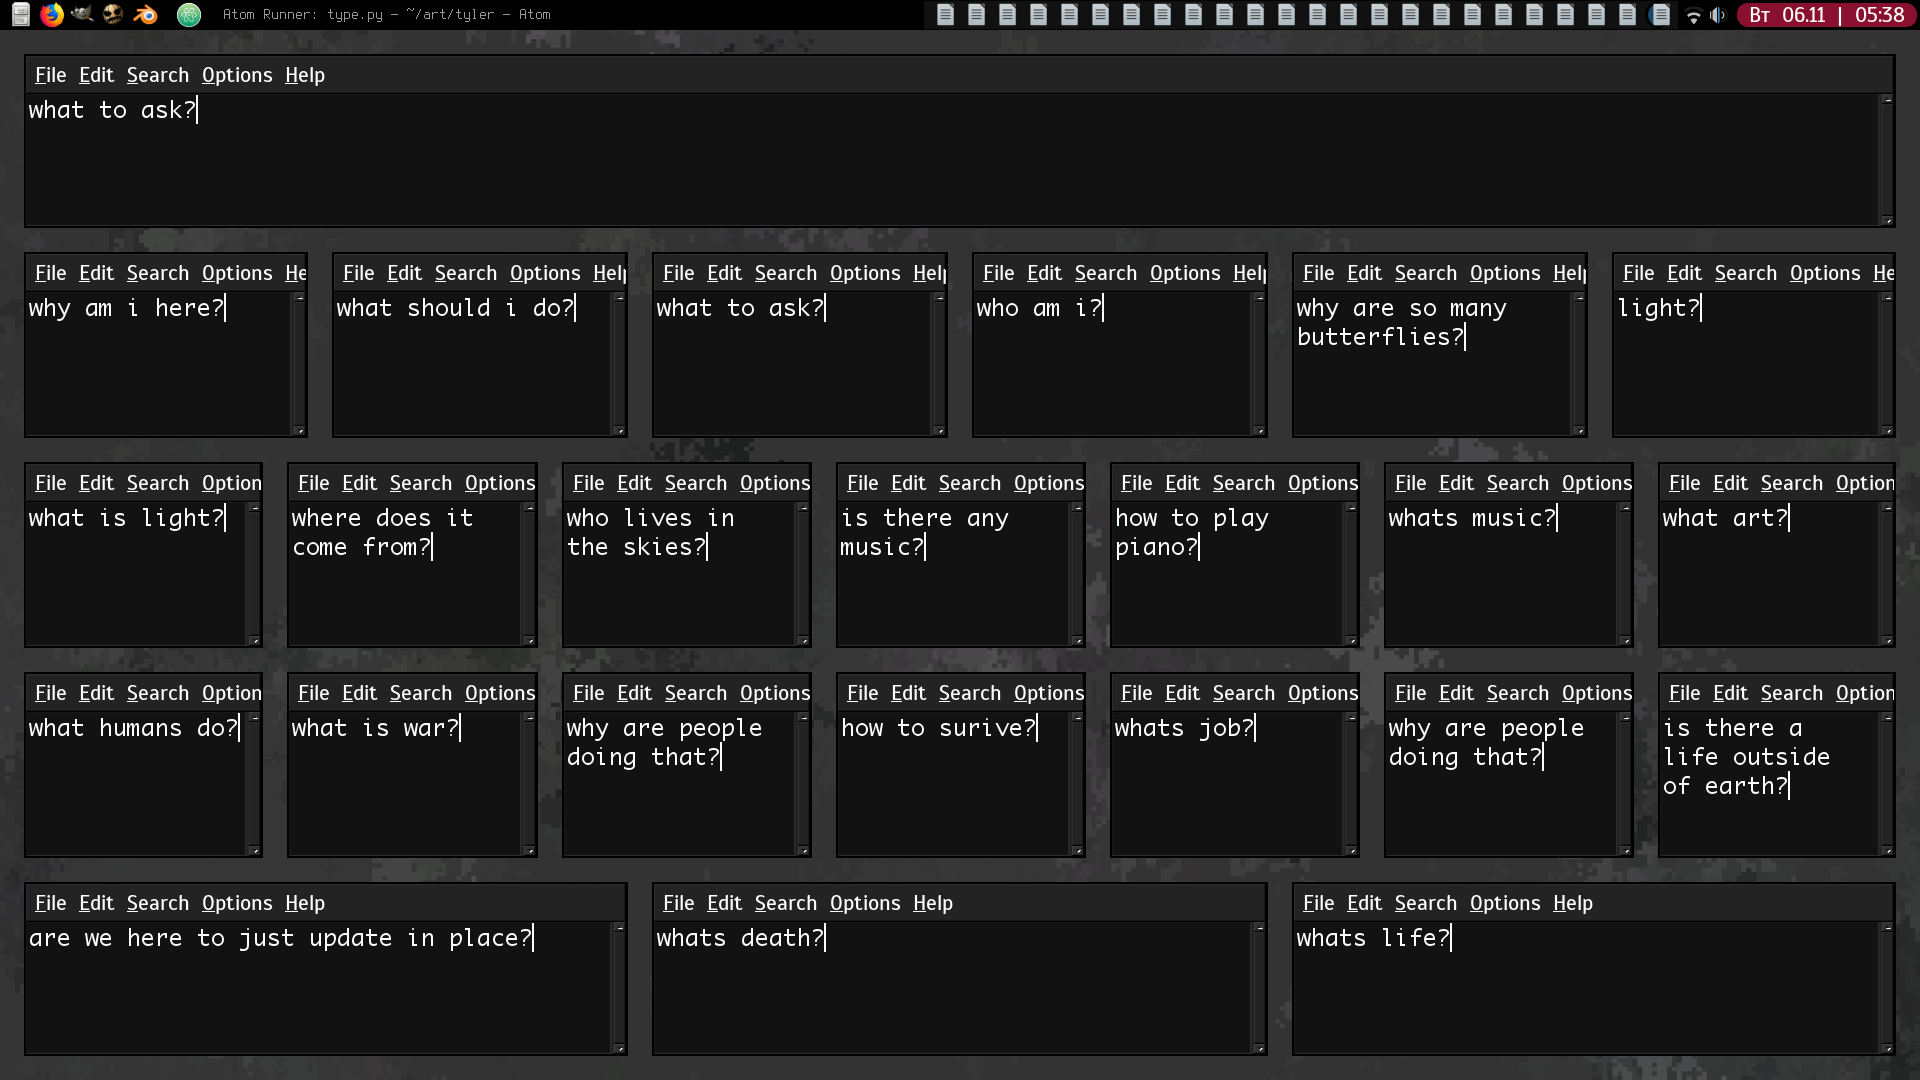 Atom Runner: type.py – ~/art/tyler – Atom
Вт 06.11 | 05:38
File Edit Search Options Help
what to ask?
File Edit Search Options He
why am i here?
File Edit Search Options Help
what should i do?
File Edit Search Options Help
what to ask?
File Edit Search Options Help
who am i?
File Edit Search Options Help
why are so many
butterflies?
File Edit Search Options He
light?
File Edit Search Option
what is light?
File Edit Search Options
where does it
come from?
File Edit Search Options
who lives in
the skies?
File Edit Search Options
is there any
music?
File Edit Search Options
how to play
piano?
File Edit Search Options
whats music?
File Edit Search Option
what art?
File Edit Search Option
what humans do?
File Edit Search Options
what is war?
File Edit Search Options
why are people
doing that?
File Edit Search Options
how to surive?
File Edit Search Options
whats job?
File Edit Search Options
why are people
doing that?
File Edit Search Option
is there a
life outside
of earth?
File Edit Search Options Help
are we here to just update in place?
File Edit Search Options Help
whats death?
File Edit Search Options Help
whats life?